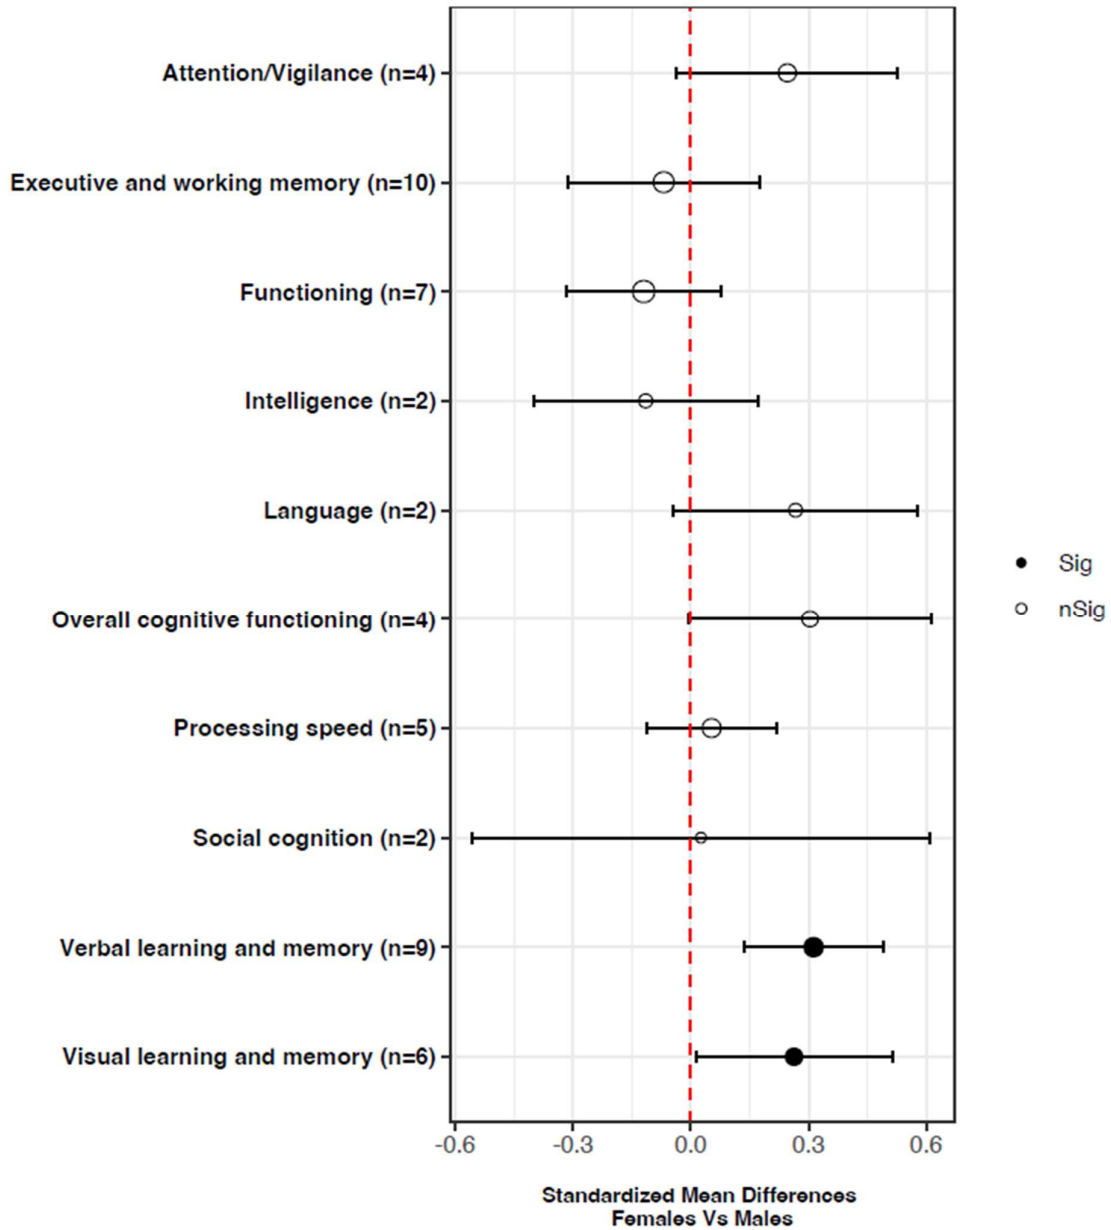 Attention/Vigilance (n=4)
Executive and working memory (n=10)
Functioning (n=7)
Intelligence (n=2)
Language (n=2)
Sig
Overall cognitive functioning (n=4)
nSig
Processing speed (n=5)
Social cognition (n=2)
Verbal learning and memory (n=9)
Visual learning and memory (n=6)
-0.6 -0.3 0.0 0.3 0.6
Standardized Mean Differences
Females Vs Males